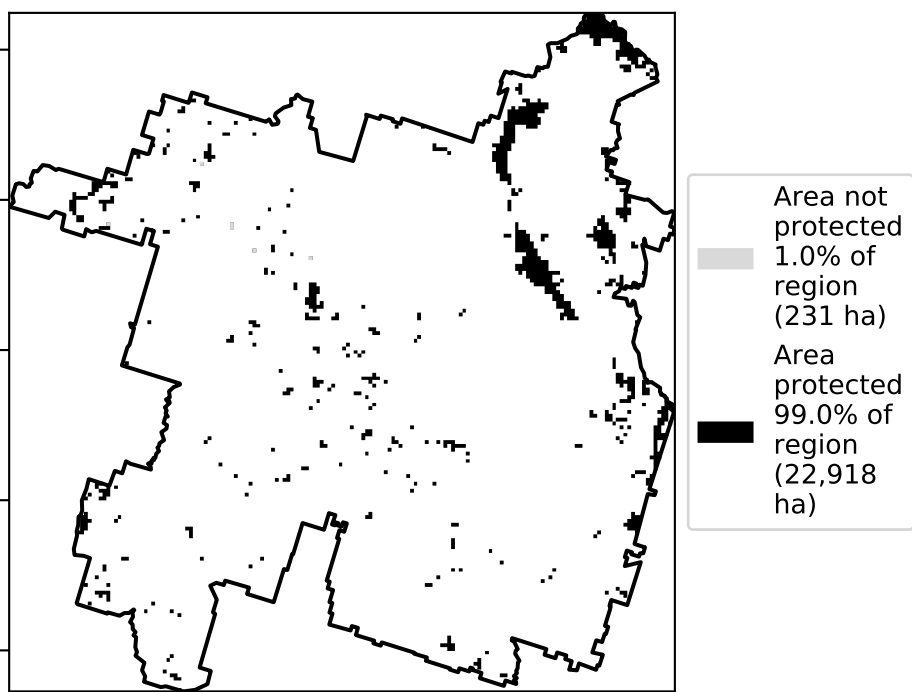 Area not
protected
1.0% of
region
(231 ha)
Area
protected
99.0% of
region
(22,918
ha)